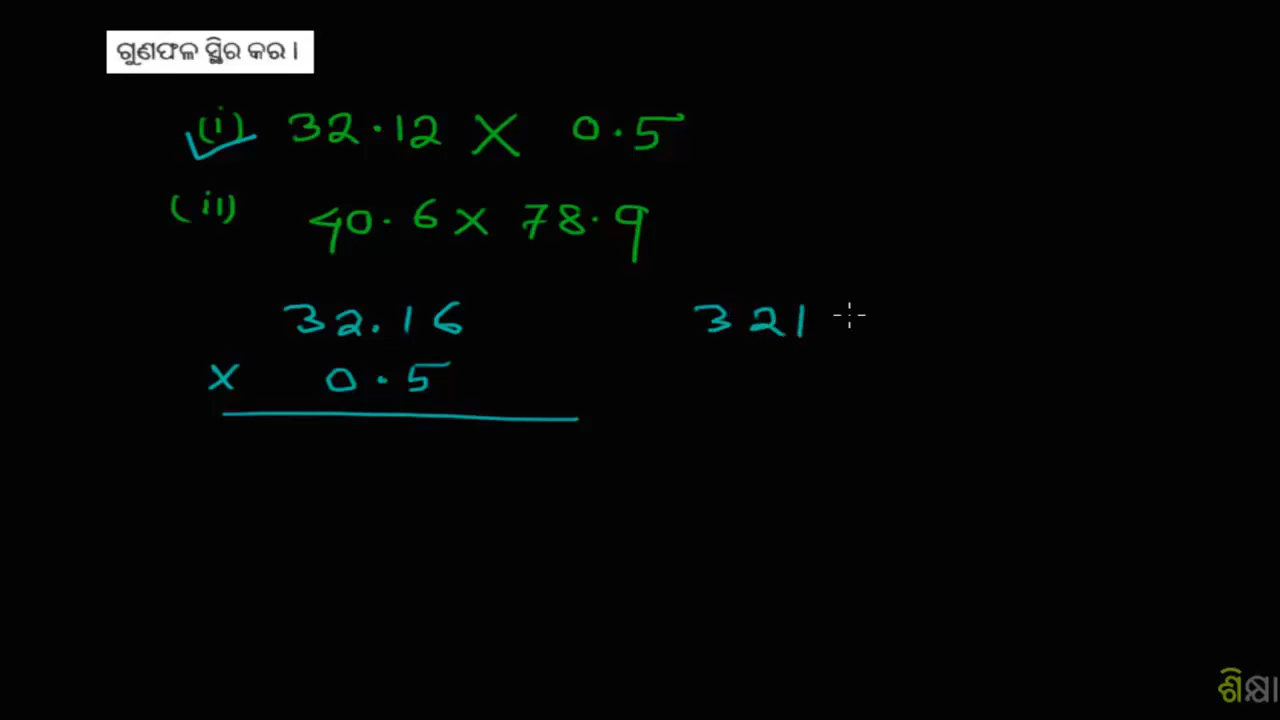 ଗୁଣଫଳ ସ୍ଥିର କର ।
(i) 32.12 X 0.5
(ii) 40.6 X 78.9
32.16 321
X 0.5
ଶିକ୍ଷା